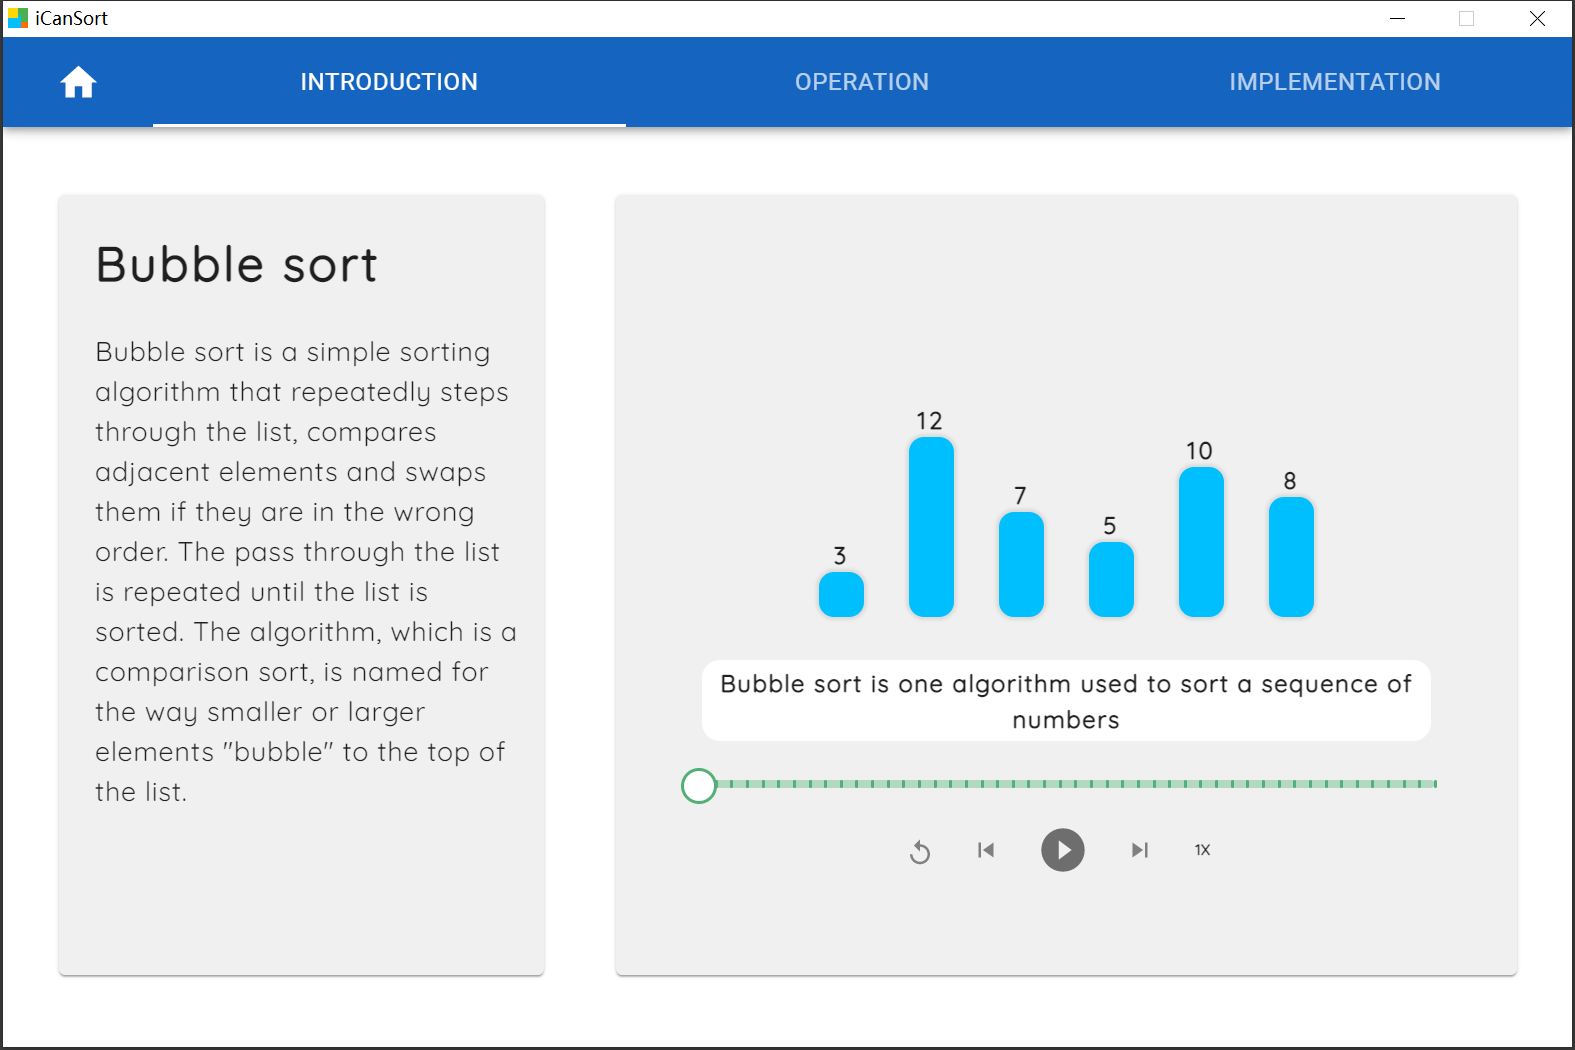 iCanSort
INTRODUCTION
OPERATION
IMPLEMENTATION
Bubble sort
Bubble sort is a simple sorting
algorithm that repeatedly steps
through the list, compares
adjacent elements and swaps
them if they are in the wrong
order. The pass through the list
is repeated until the list is
sorted. The algorithm, which is a
comparison sort, is named for
the way smaller or larger
elements "bubble" to the top of
the list.
3
12
7
5
10
8
Bubble sort is one algorithm used to sort a sequence of
numbers
1X